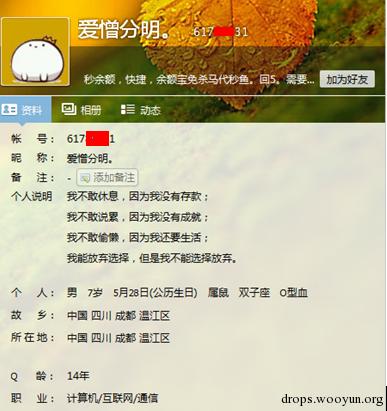 爱憎分明。 617 31
秒余额，快捷，余额宝免杀马代秒鱼。回5。需要... 加为好友
资料 相册 动态
帐 号： 617 1
昵 称： 爱憎分明。
备 注： - 添加备注
个人说明 我不敢休息，因为我没有存款；
我不敢说累，因为我没有成就；
我不敢偷懒，因为我还要生活；
我能放弃选择，但是我不能选择放弃。
个 人： 男 7岁 5月28日(公历生日) 属鼠 双子座 O型血
故 乡： 中国 四川 成都 温江区
所在地： 中国 四川 成都 温江区
Q 龄： 14年
职 业： 计算机/互联网/通信
drops.wooyun.org